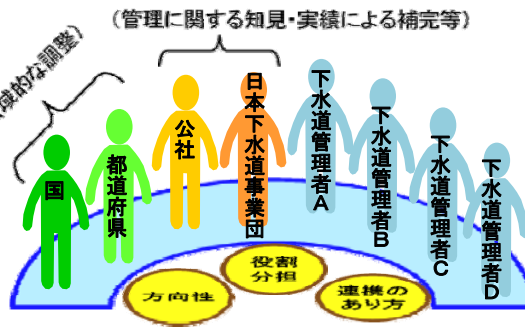 （管理に関する知見・実績による補完等）
域的な調整）
国
都道府県
公社
日本下水道事業団
下水道管理者A
下水道管理者B
下水道管理者C
下水道管理者D
方向性
役割
分担
連携の
あり方